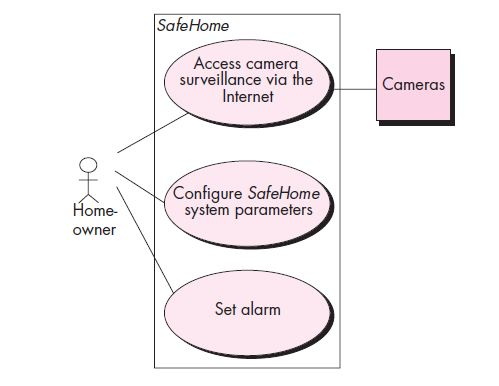 SafeHome
Access camera
surveillance via the
Internet
Cameras
Configure SafeHome
system parameters
Home-
owner
Set alarm